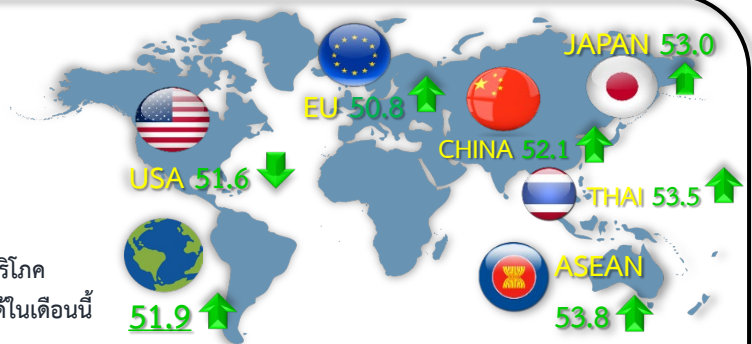 JAPAN 53.0
EU 50.8
CHINA 52.1
USA 51.6
THAI 53.5
ASEAN
53.8
51.9
ริโภค
ด้ในเดือนนี้